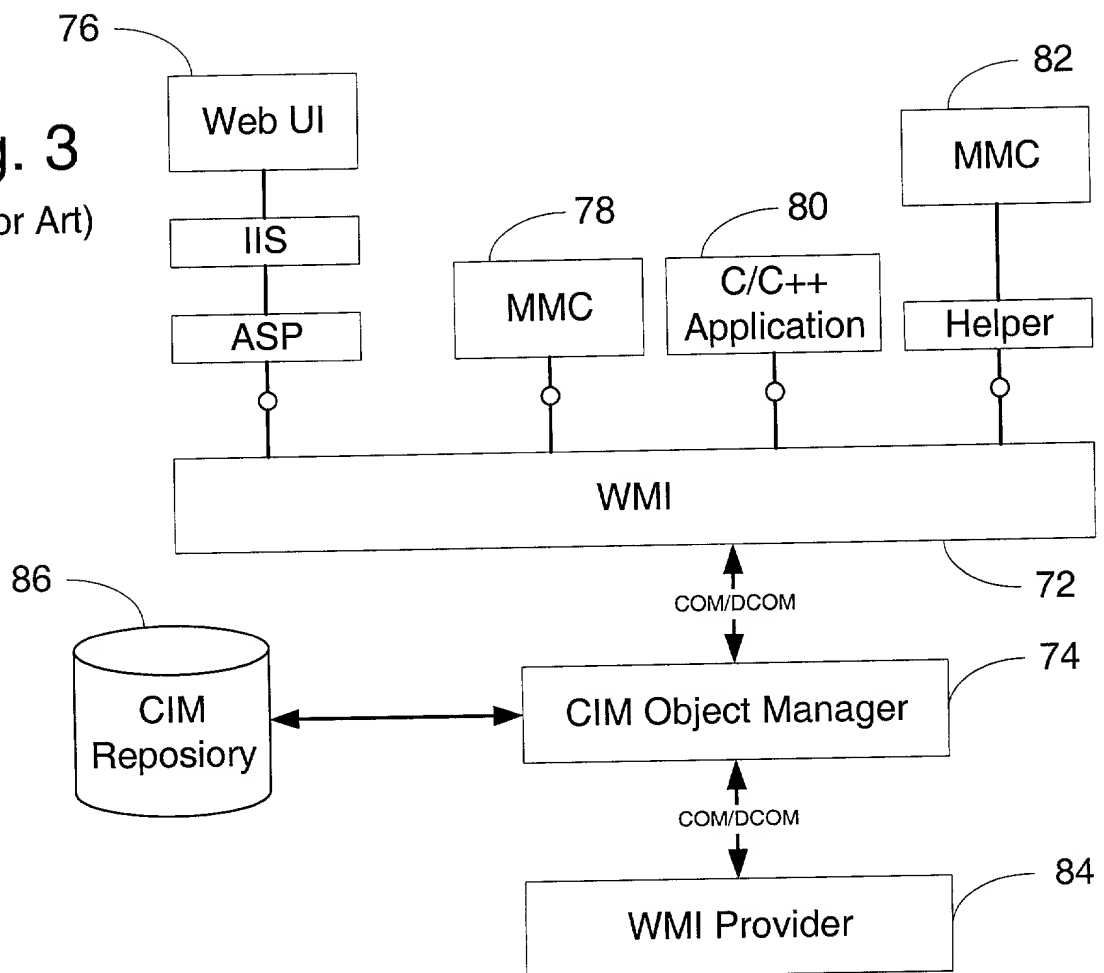 76
Web UI
g. 3
or Art)
IIS
ASP
78
MMC
80
C/C++
Application
82
MMC
Helper
WMI
72
COM/DCOM
86
CIM
Reposiory
CIM Object Manager
74
COM/DCOM
WMI Provider
84